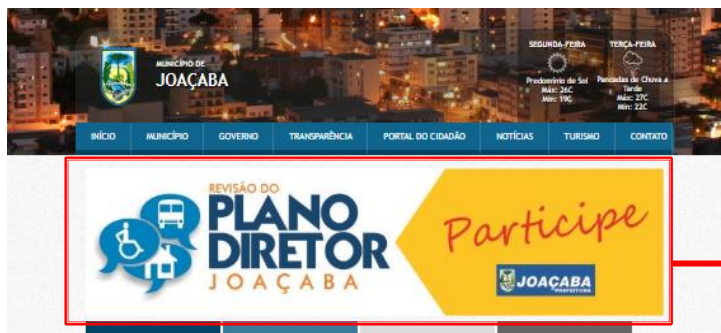 MUNICÍPIO DE
JOAÇABA
SEGUNDA-FEIRA
Predomínio de Sol
Máx: 26C
Mín: 19C
TERÇA-FEIRA
Pancadas de Chuva a
Tarde
Máx: 27C
Mín: 22C
INÍCIO MUNICÍPIO GOVERNO TRANSPARÊNCIA PORTAL DO CIDADÃO NOTÍCIAS TURISMO CONTATO
REVISÃO DO
PLANO
DIRETOR
JOAÇABA
Participe
JOAÇABA
PREFEITURA